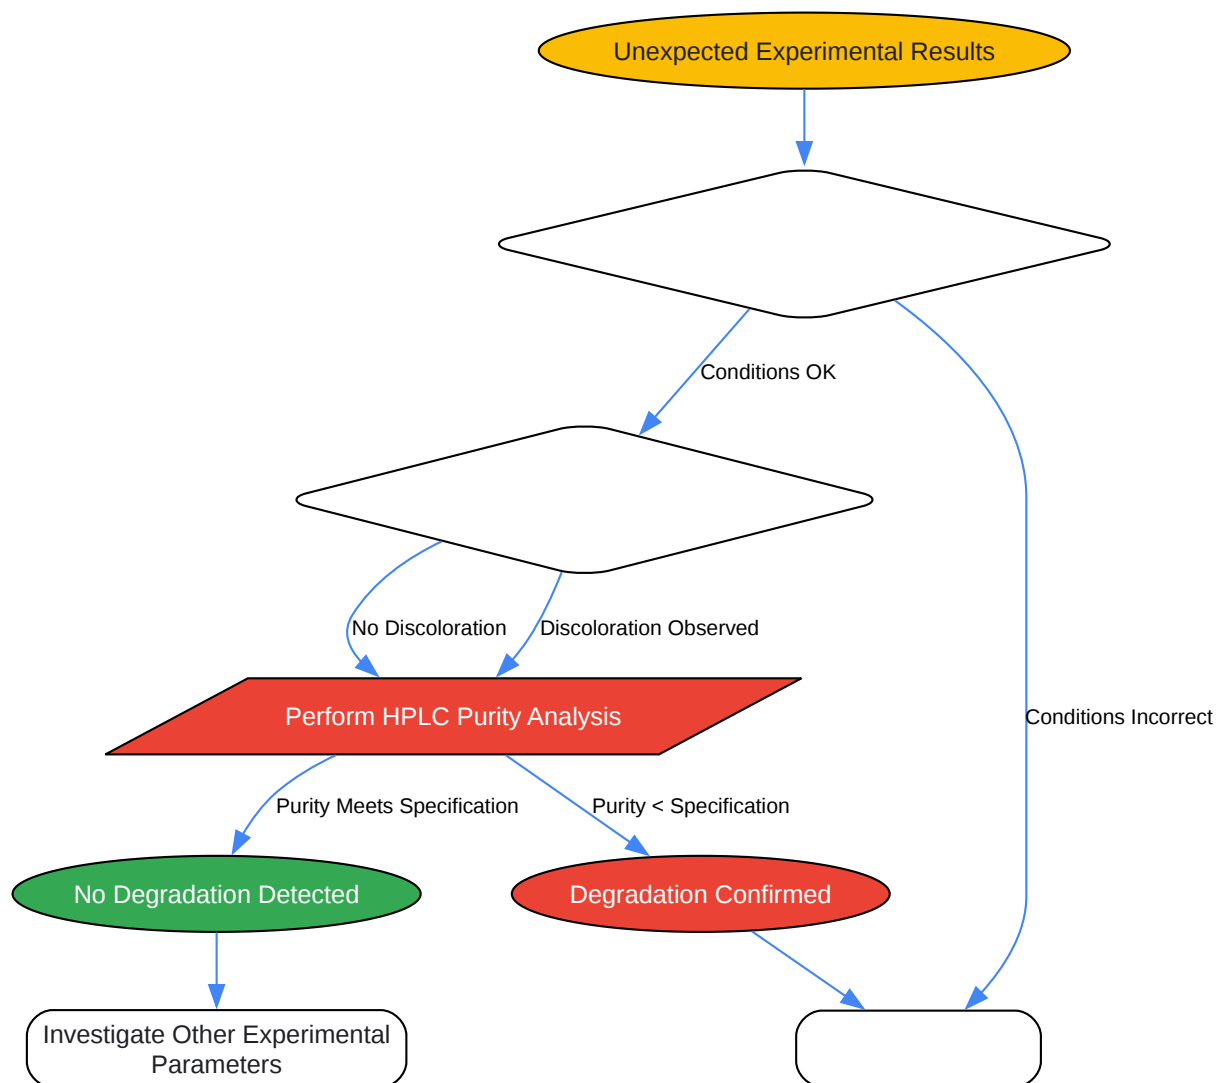 Unexpected Experimental Results
Conditions OK
No Discoloration
Discoloration Observed
Perform HPLC Purity Analysis
Conditions Incorrect
Purity Meets Specification
Purity < Specification
No Degradation Detected
Degradation Confirmed
Investigate Other Experimental
Parameters